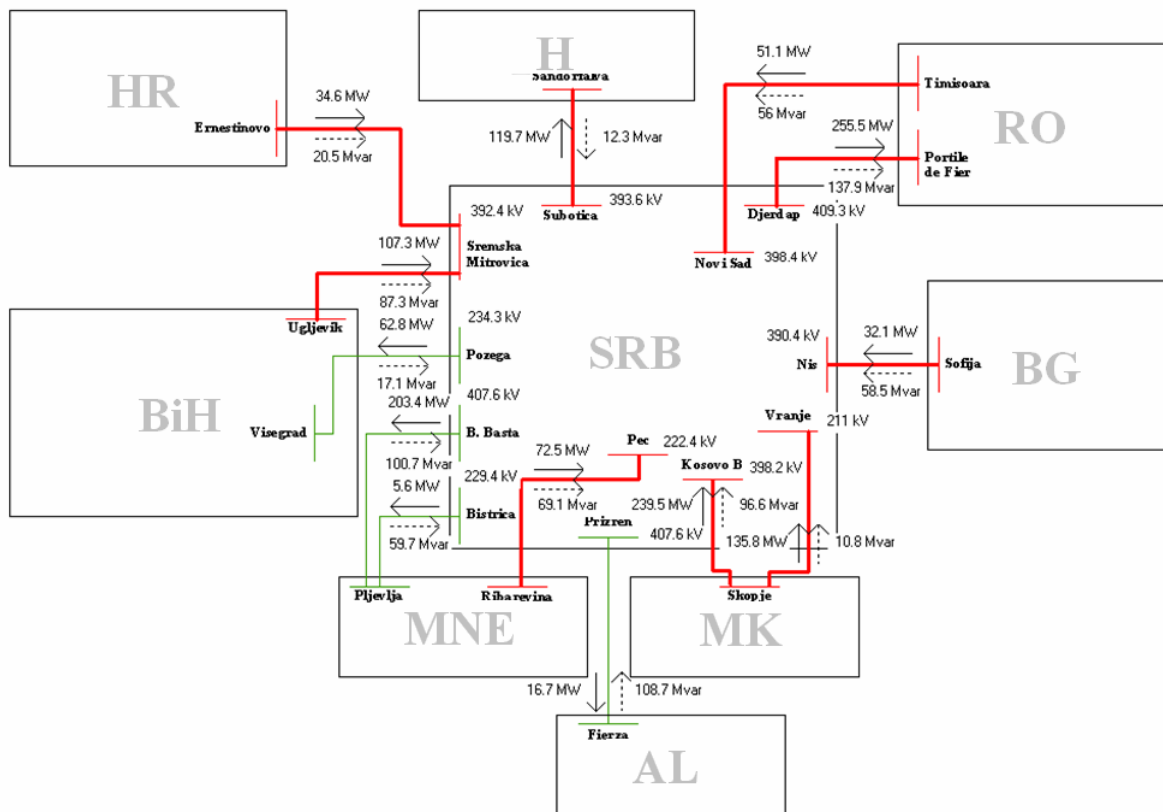 HR
Ernestinovo
34.6 MW
20.5 Mvar
H
119.7 MW
12.3 Mvar
51.1 MW
56 Mvar
Timisoara
RO
255.5 MW
137.9 Mvar
Portile
de Fier
392.4 kV
Subotica
393.6 kV
Djerdap
409.3 kV
107.3 MW
87.3 Mvar
Sremska
Mitrovica
Novi Sad
398.4 kV
Ugljevik
62.8 MW
17.1 Mvar
234.3 kV
Pozega
SRB
390.4 kV
Nis
32.1 MW
58.5 Mvar
Sofija
BG
BiH
Visegrad
203.4 MW
100.7 Mvar
407.6 kV
B. Basta
Vranje
211 kV
5.6 MW
59.7 Mvar
229.4 kV
Bistrica
72.5 MW
69.1 Mvar
Pec
222.4 kV
Kosovo B
398.2 kV
239.5 MW
96.6 Mvar
Prizren
407.6 kV
135.8 MW
10.8 Mvar
Pljevlja
Ribarevina
MNE
Skopje
MK
16.7 MW
108.7 Mvar
Fierza
AL